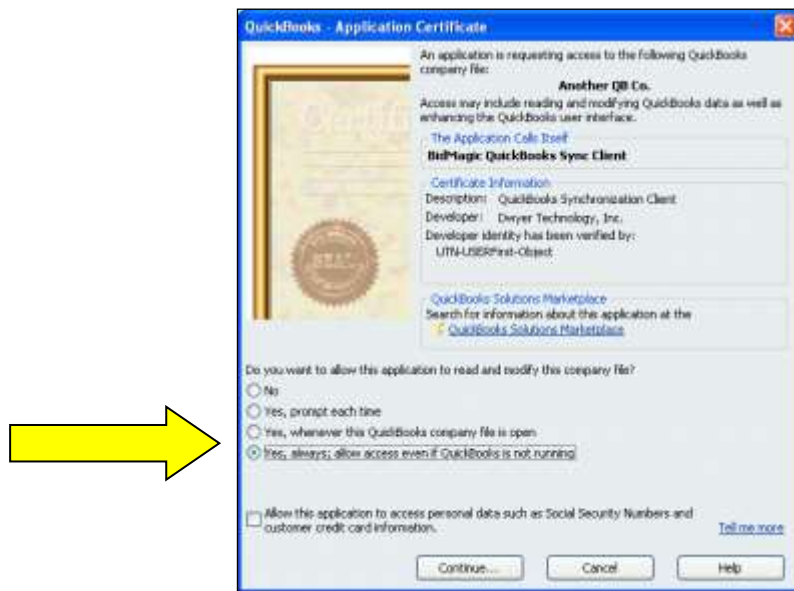 QuickBooks - Application Certificate
An application is requesting access to the following QuickBooks
company file:
Another QB Co.
Access may include reading and modifying QuickBooks data as well as
enhancing the QuickBooks user interface.
The Application Calls Itself
BidMagic QuickBooks Sync Client
Certificate Information
Description: QuickBooks Synchronization Client
Developer: Dwyer Technology, Inc.
Developer identity has been verified by:
UTN-USERFirst-Object
QuickBooks Solutions Marketplace
Search for information about this application at the
QuickBooks Solutions Marketplace
Do you want to allow this application to read and modify this company file?
No
Yes, prompt each time
Yes, whenever this QuickBooks company file is open
Yes, always; allow access even if QuickBooks is not running
Allow this application to access personal data such as Social Security Numbers and
customer credit card information.
Tell me more
Continue...
Cancel
Help